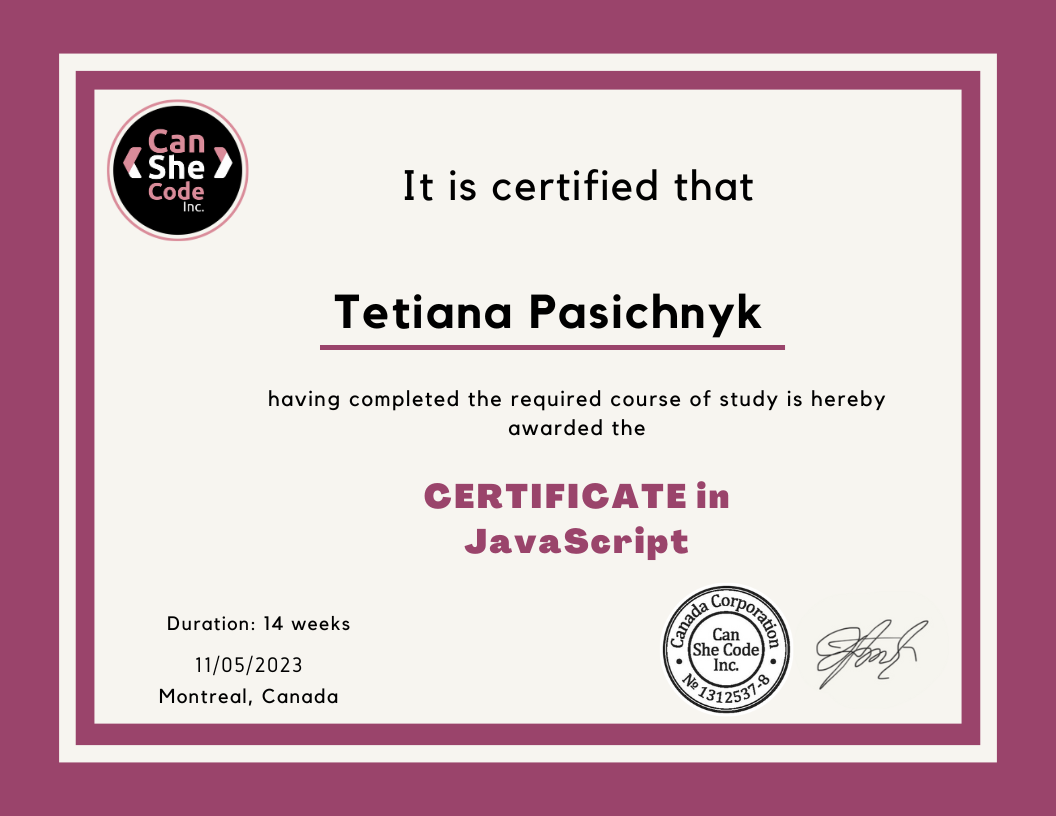 Can
She
Code
Inc.
It is certified that
Tetiana Pasichnyk
having completed the required course of study is hereby
awarded the
CERTIFICATE in
JavaScript
Duration: 14 weeks
11/05/2023
Montreal, Canada
Canada Corporation
Can
She Code
Inc.
№ 1312537-8